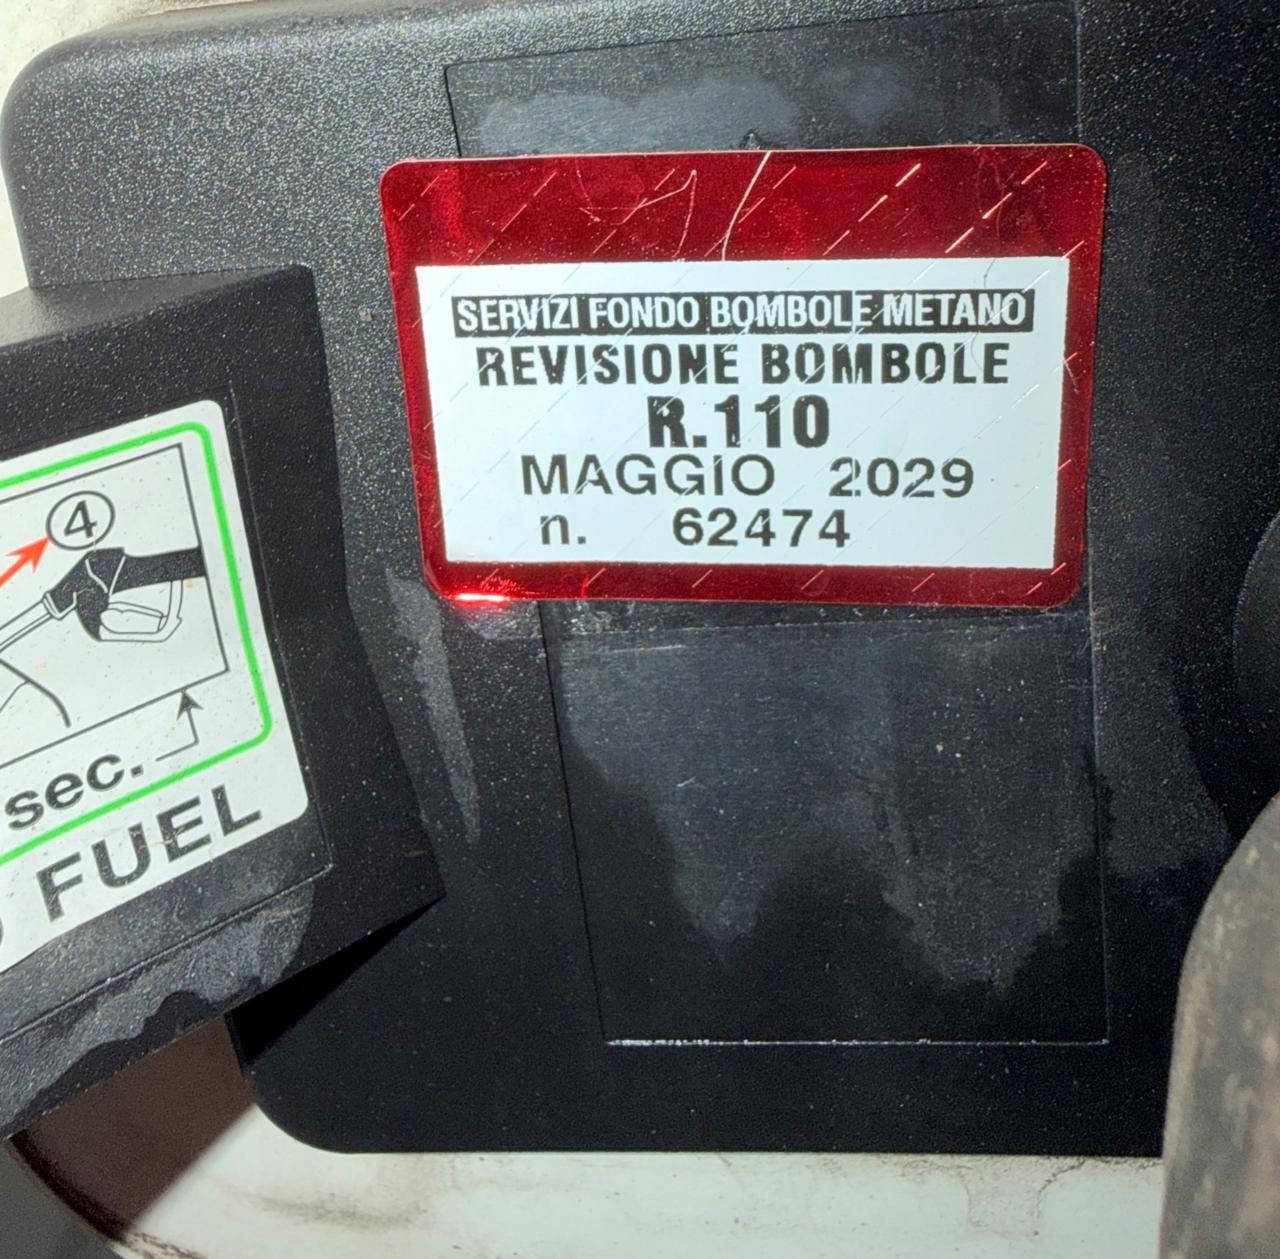 SERVIZI FONDO BOMBOLE METANO
REVISIONE BOMBOLE
R.110
MAGGIO 2029
n. 62474
4
sec.
FUEL